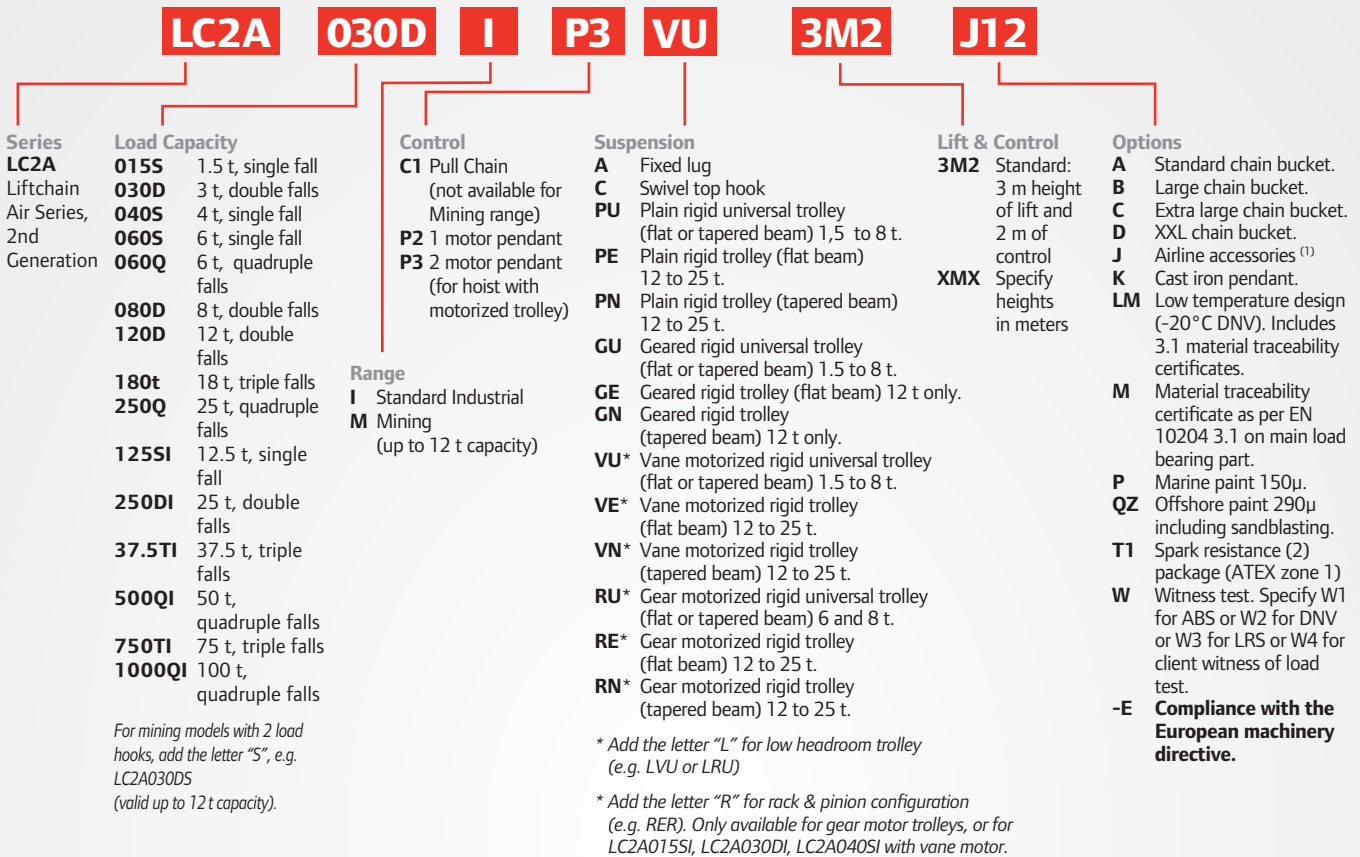 LC2A 030D I P3 VU 3M2 J12
Series
LC2A
Liftchain
Air Series,
2nd
Generation
Load Capacity
015S 1.5 t, single fall
030D 3 t, double falls
040S 4 t, single fall
060S 6 t, single fall
060Q 6 t, quadruple
falls
080D 8 t, double falls
120D 12 t, double
falls
180t 18 t, triple falls
250Q 25 t, quadruple
falls
125SI 12.5 t, single
fall
250DI 25 t, double
falls
37.5TI 37.5 t, triple
falls
500QI 50 t,
quadruple falls
750TI 75 t, triple falls
1000QI 100 t,
quadruple falls
For mining models with 2 load
hooks, add the letter “S”, e.g.
LC2A030DS
(valid up to 12 t capacity).
Range
I Standard Industrial
M Mining
(up to 12 t capacity)
Control
C1 Pull Chain
(not available for
Mining range)
P2 1 motor pendant
P3 2 motor pendant
(for hoist with
motorized trolley)
Suspension
A Fixed lug
C Swivel top hook
PU Plain rigid universal trolley
(flat or tapered beam) 1,5 to 8 t.
PE Plain rigid trolley (flat beam)
12 to 25 t.
PN Plain rigid trolley (tapered beam)
12 to 25 t.
GU Geared rigid universal trolley
(flat or tapered beam) 1.5 to 8 t.
GE Geared rigid trolley (flat beam) 12 t only.
GN Geared rigid trolley
(tapered beam) 12 t only.
VU* Vane motorized rigid universal trolley
(flat or tapered beam) 1.5 to 8 t.
VE* Vane motorized rigid trolley
(flat beam) 12 to 25 t.
VN* Vane motorized rigid trolley
(tapered beam) 12 to 25 t.
RU* Gear motorized rigid universal trolley
(flat or tapered beam) 6 and 8 t.
RE* Gear motorized rigid trolley
(flat beam) 12 to 25 t.
RN* Gear motorized rigid trolley
(tapered beam) 12 to 25 t.
* Add the letter “L” for low headroom trolley
(e.g. LVU or LRU)
* Add the letter “R” for rack & pinion configuration
(e.g. RER). Only available for gear motor trolleys, or for
LC2A015SI, LC2A030DI, LC2A040SI with vane motor.
Lift & Control
3M2 Standard:
3 m height
of lift and
2 m of
control
XMX Specify
heights
in meters
Options
A Standard chain bucket.
B Large chain bucket.
C Extra large chain bucket.
D XXL chain bucket.
J Airline accessories (1)
K Cast iron pendant.
LM Low temperature design
(-20°C DNV). Includes
3.1 material traceability
certificates.
M Material traceability
certificate as per EN
10204 3.1 on main load
bearing part.
P Marine paint 150µ.
QZ Offshore paint 290µ
including sandblasting.
T1 Spark resistance (2)
package (ATEX zone 1)
W Witness test. Specify W1
for ABS or W2 for DNV
or W3 for LRS or W4 for
client witness of load
test.
-E Compliance with the
European machinery
directive.